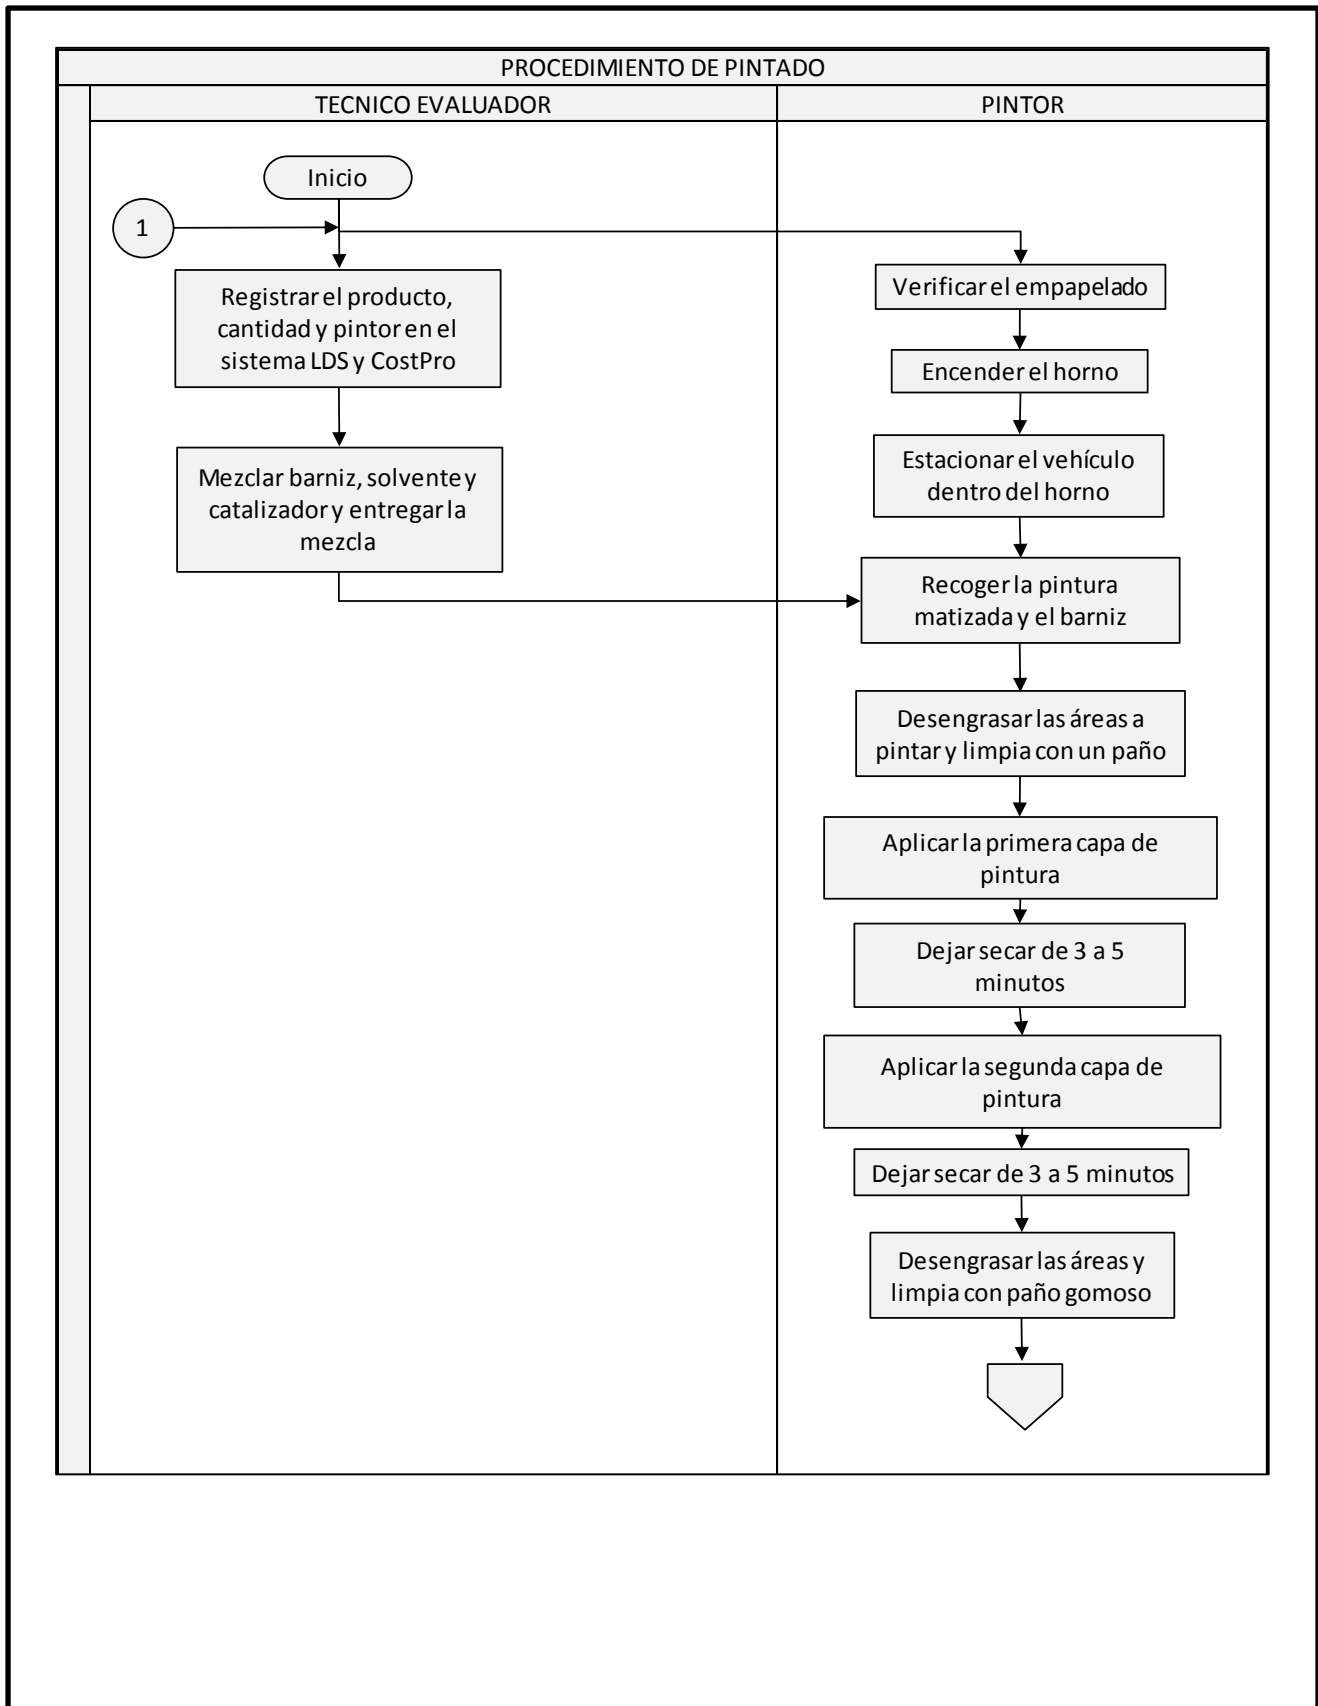 PROCEDIMIENTO DE PINTADO
TECNICO EVALUADOR
PINTOR
Inicio
1
Registrar el producto,
cantidad y pintor en el
sistema LDS y CostPro
Mezclar barniz, solvente y
catalizador y entregar la
mezcla
Verificar el empapelado
Encender el horno
Estacionar el vehículo
dentro del horno
Recoger la pintura
matizada y el barniz
Desengrasar las áreas a
pintar y limpia con un paño
Aplicar la primera capa de
pintura
Dejar secar de 3 a 5
minutos
Aplicar la segunda capa de
pintura
Dejar secar de 3 a 5 minutos
Desengrasar las áreas y
limpia con paño gomoso